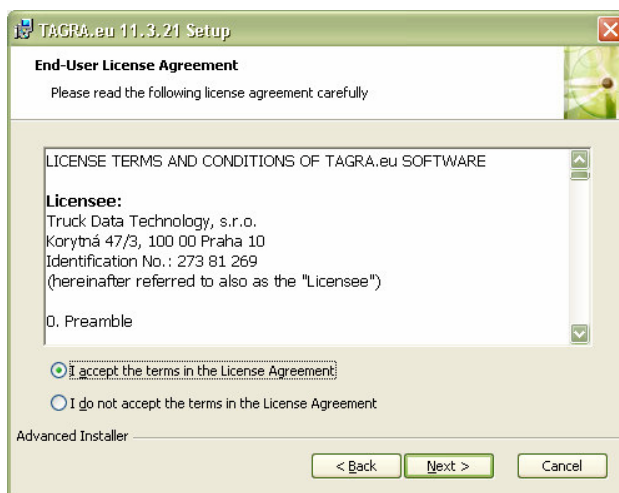 TAGRA.eu 11.3.21 Setup
End-User License Agreement
Please read the following license agreement carefully
LICENSE TERMS AND CONDITIONS OF TAGRA.eu SOFTWARE
Licensee:
Truck Data Technology, s.r.o.
Korytná 47/3, 100 00 Praha 10
Identification No.: 273 81 269
(hereinafter referred to also as the "Licensee")
0. Preamble
I accept the terms in the License Agreement
I do not accept the terms in the License Agreement
Advanced Installer
< Back Next > Cancel